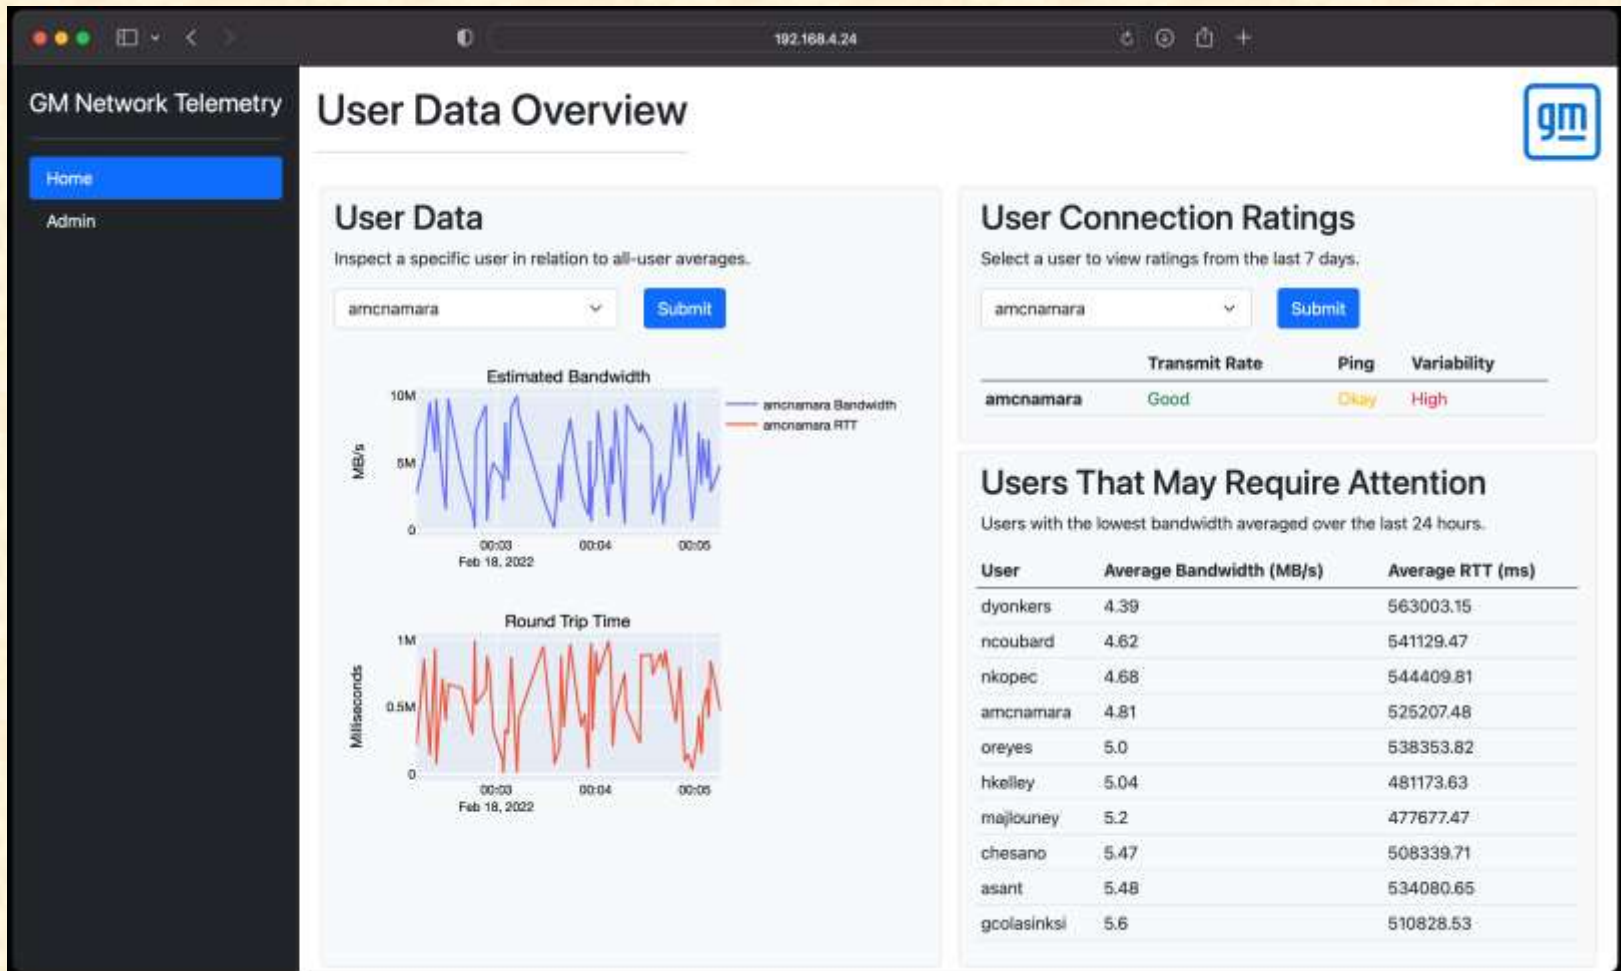 192.168.4.24
GM Network Telemetry
Home
Admin
User Data Overview
gm
User Data
Inspect a specific user in relation to all-user averages.
amcnamara
Submit
Estimated Bandwidth
10M
5M
0
MB/s
00:03
00:04
00:05
Feb 18, 2022
amcnamara Bandwidth
amcnamara RTT
Round Trip Time
1M
0.5M
0
Milliseconds
00:03
00:04
00:05
Feb 18, 2022
User Connection Ratings
Select a user to view ratings from the last 7 days.
amcnamara
Submit
Transmit Rate Ping Variability
amcnamara Good Okay High
Users That May Require Attention
Users with the lowest bandwidth averaged over the last 24 hours.
User Average Bandwidth (MB/s) Average RTT (ms)
dyonkers 4.39 563003.15
ncoubard 4.62 541129.47
nkopec 4.68 544409.81
amcnamara 4.81 525207.48
oreyes 5.0 538353.82
hkelley 5.04 481173.63
majlouney 5.2 477677.47
chesano 5.47 508339.71
asant 5.48 534080.65
gcolasinksi 5.6 510828.53